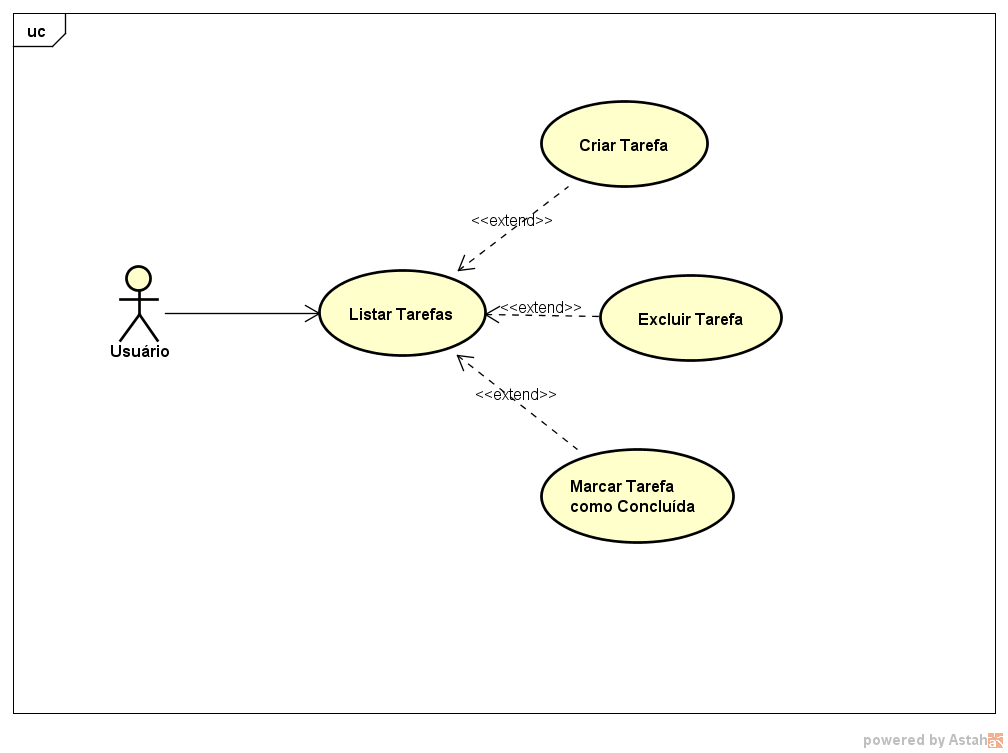 uc
Criar Tarefa
<<extend>>
Usuário
Listar Tarefas
<<extend>>
Excluir Tarefa
<<extend>>
Marcar Tarefa
como Concluída
powered by Astah